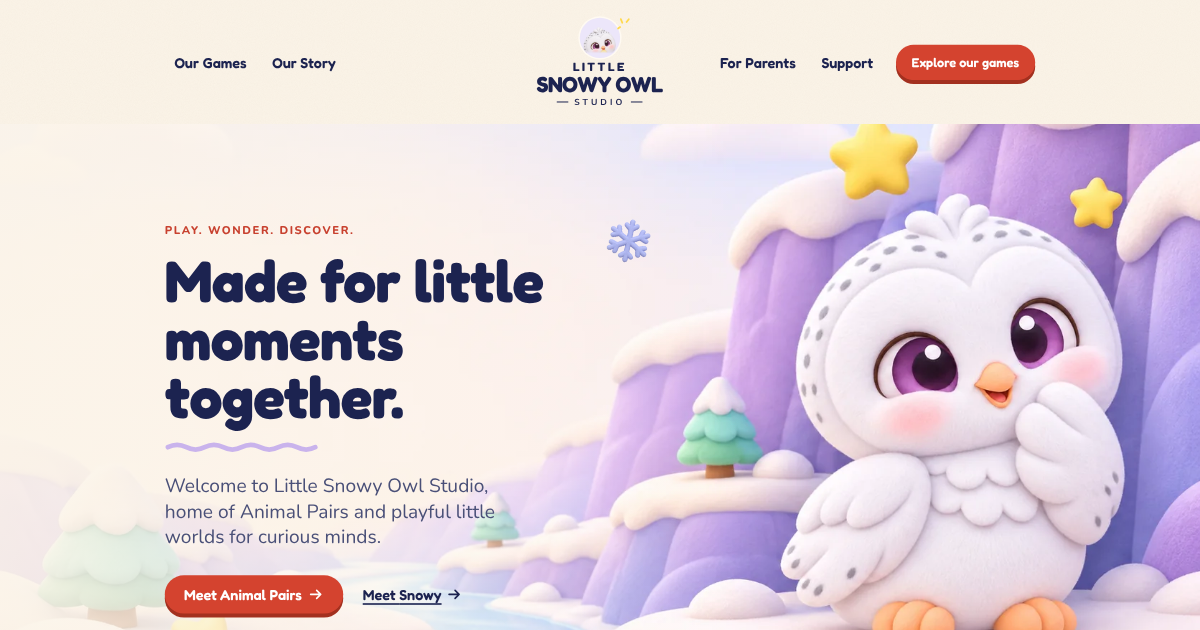 Our Games
Our Story
LITTLE
SNOWY OWL
STUDIO
For Parents
Support
Explore our games
PLAY. WONDER. DISCOVER.
Made for little
moments
together.
Welcome to Little Snowy Owl Studio,
home of Animal Pairs and playful little
worlds for curious minds.
Meet Animal Pairs →
Meet Snowy →